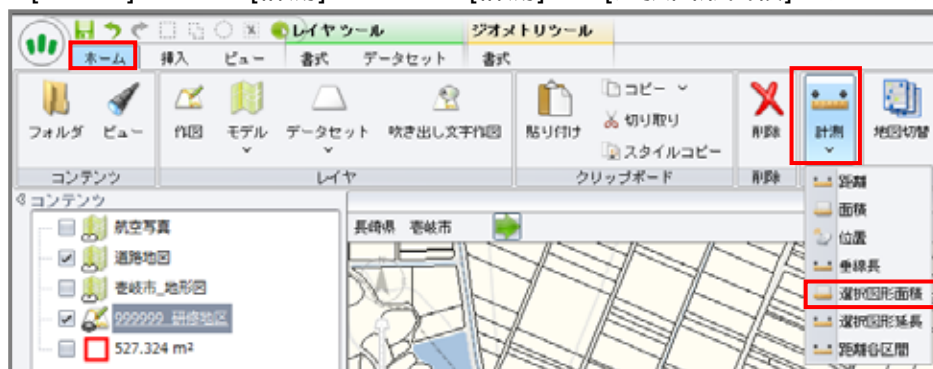 レイヤツール ジオメトリツール
ホーム 挿入 ビュー 書式 データセット 書式
フォルダ ビュー 作図 モデル データセット 吹き出し文字作図 貼り付け コピー 削除 計測 地図切替
切り取り
スタイルコピー
コンテンツ レイヤ クリップボード 削除
距離
面積
位置
垂線長
選択図形面積
選択図形延長
距離各区間
コンテンツ
航空写真
道路地図
壱岐市_地形図
999999_研修地区
527.324 m²
長崎県 壱岐市